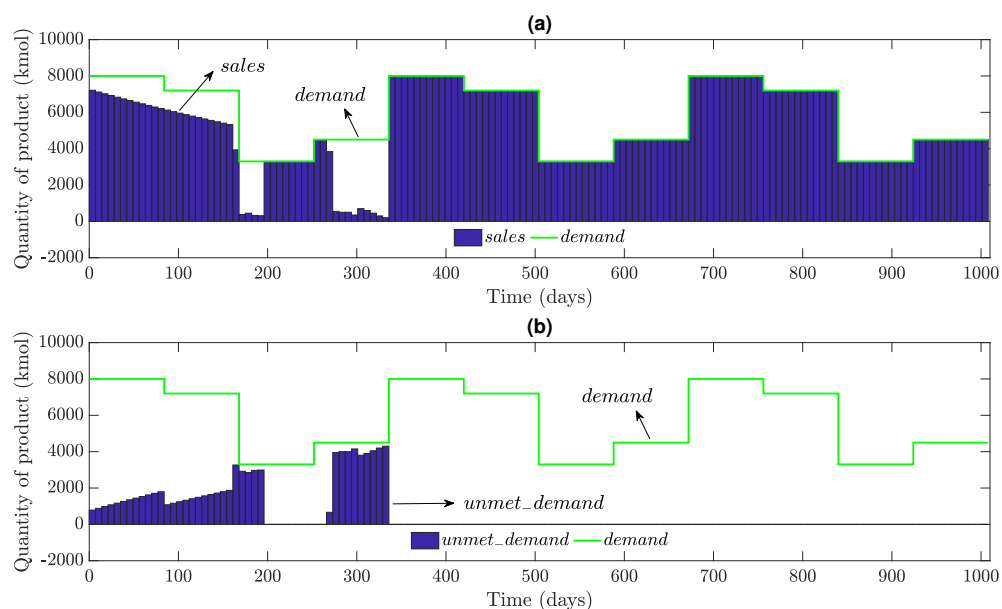 (a)
Quantity of product (kmol)
10000
8000
6000
4000
2000
0
-2000
sales
demand
sales demand
0 100 200 300 400 500 600 700 800 900 1000
Time (days)
(b)
Quantity of product (kmol)
10000
8000
6000
4000
2000
0
-2000
demand
unmet_demand
unmet_demand demand
0 100 200 300 400 500 600 700 800 900 1000
Time (days)